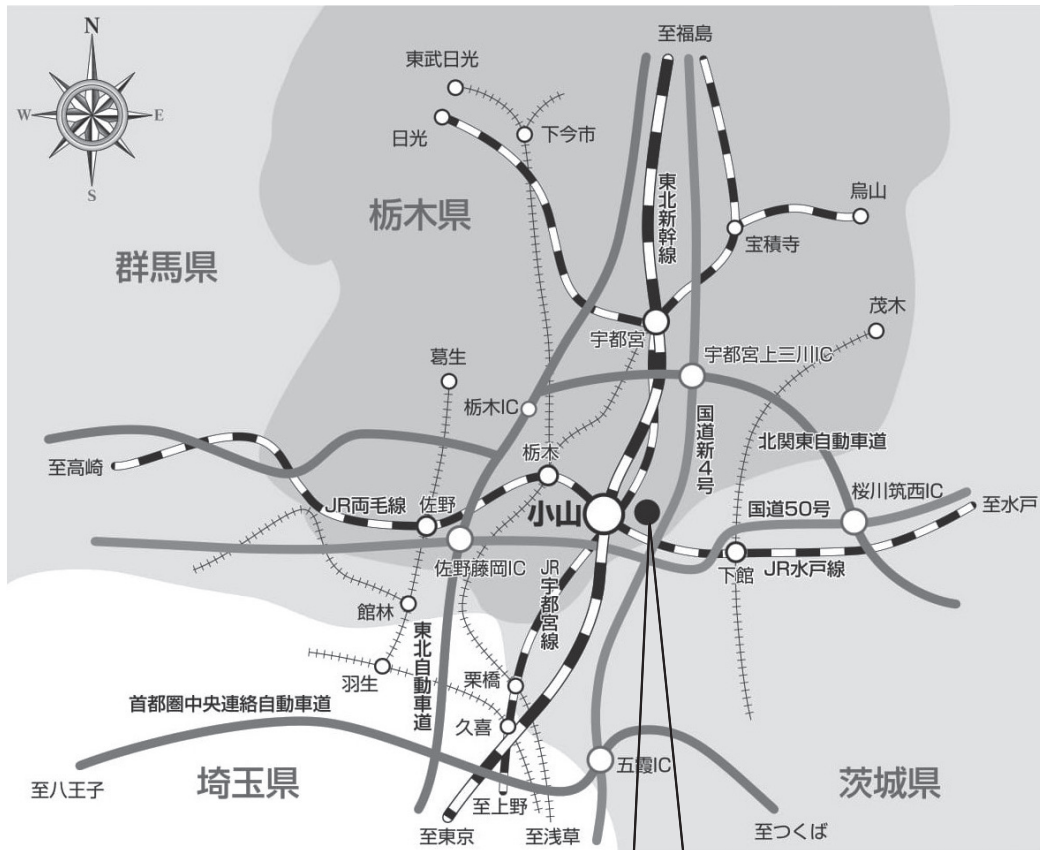 N
W
E
S
至福島
東武日光
日光
下今市
栃木県
群馬県
東北新幹線
烏山
宝積寺
茂木
宇都宮
宇都宮上三川IC
葛生
栃木IC
国道新4号
北関東自動車道
至高崎
栃木
桜川筑西IC
JR両毛線
佐野
小山
国道50号
至水戸
佐野藤岡IC
JR宇都宮線
下館
JR水戸線
館林
東北自動車道
羽生
栗橋
首都圏中央連絡自動車道
久喜
五霞IC
至八王子
埼玉県
茨城県
至上野
至東京
至浅草
至つくば